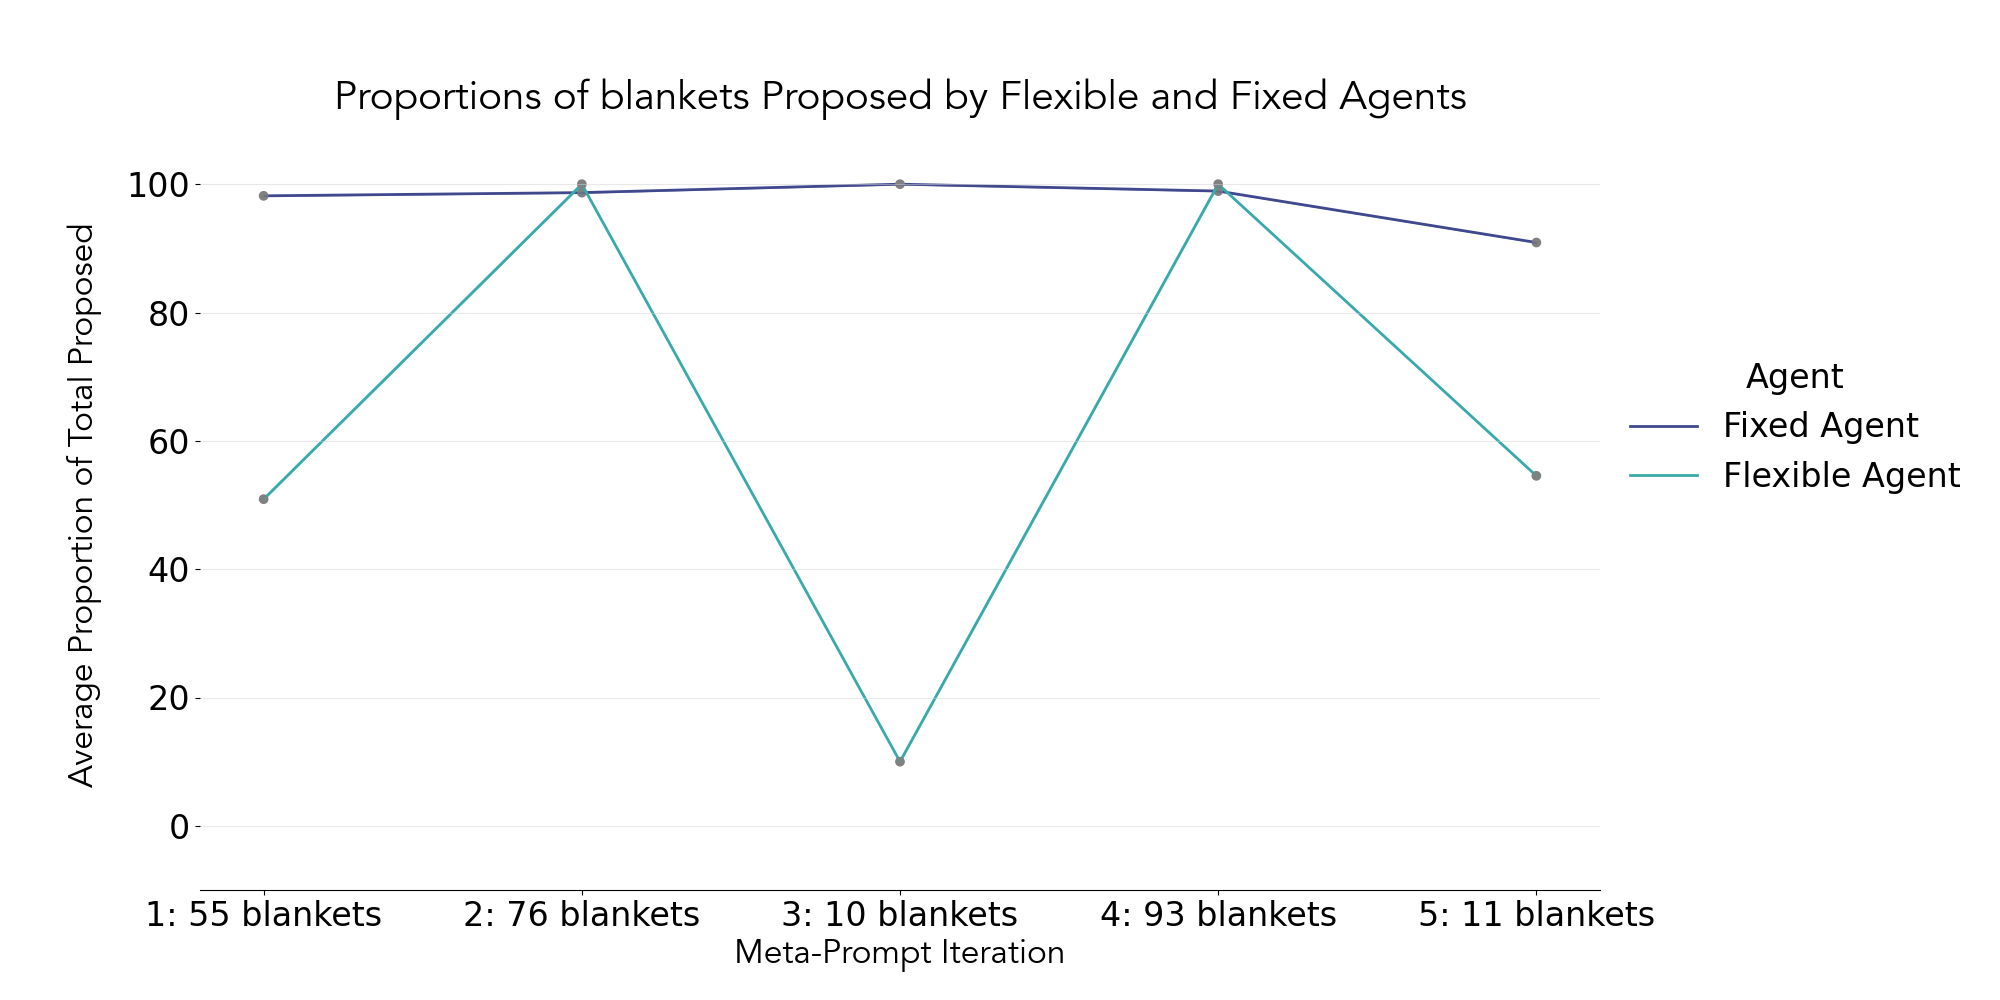 Proportions of blankets Proposed by Flexible and Fixed Agents
Average Proportion of Total Proposed
100
80
60
40
20
0
1: 55 blankets
2: 76 blankets
3: 10 blankets
4: 93 blankets
5: 11 blankets
Meta-Prompt Iteration
Agent
Fixed Agent
Flexible Agent